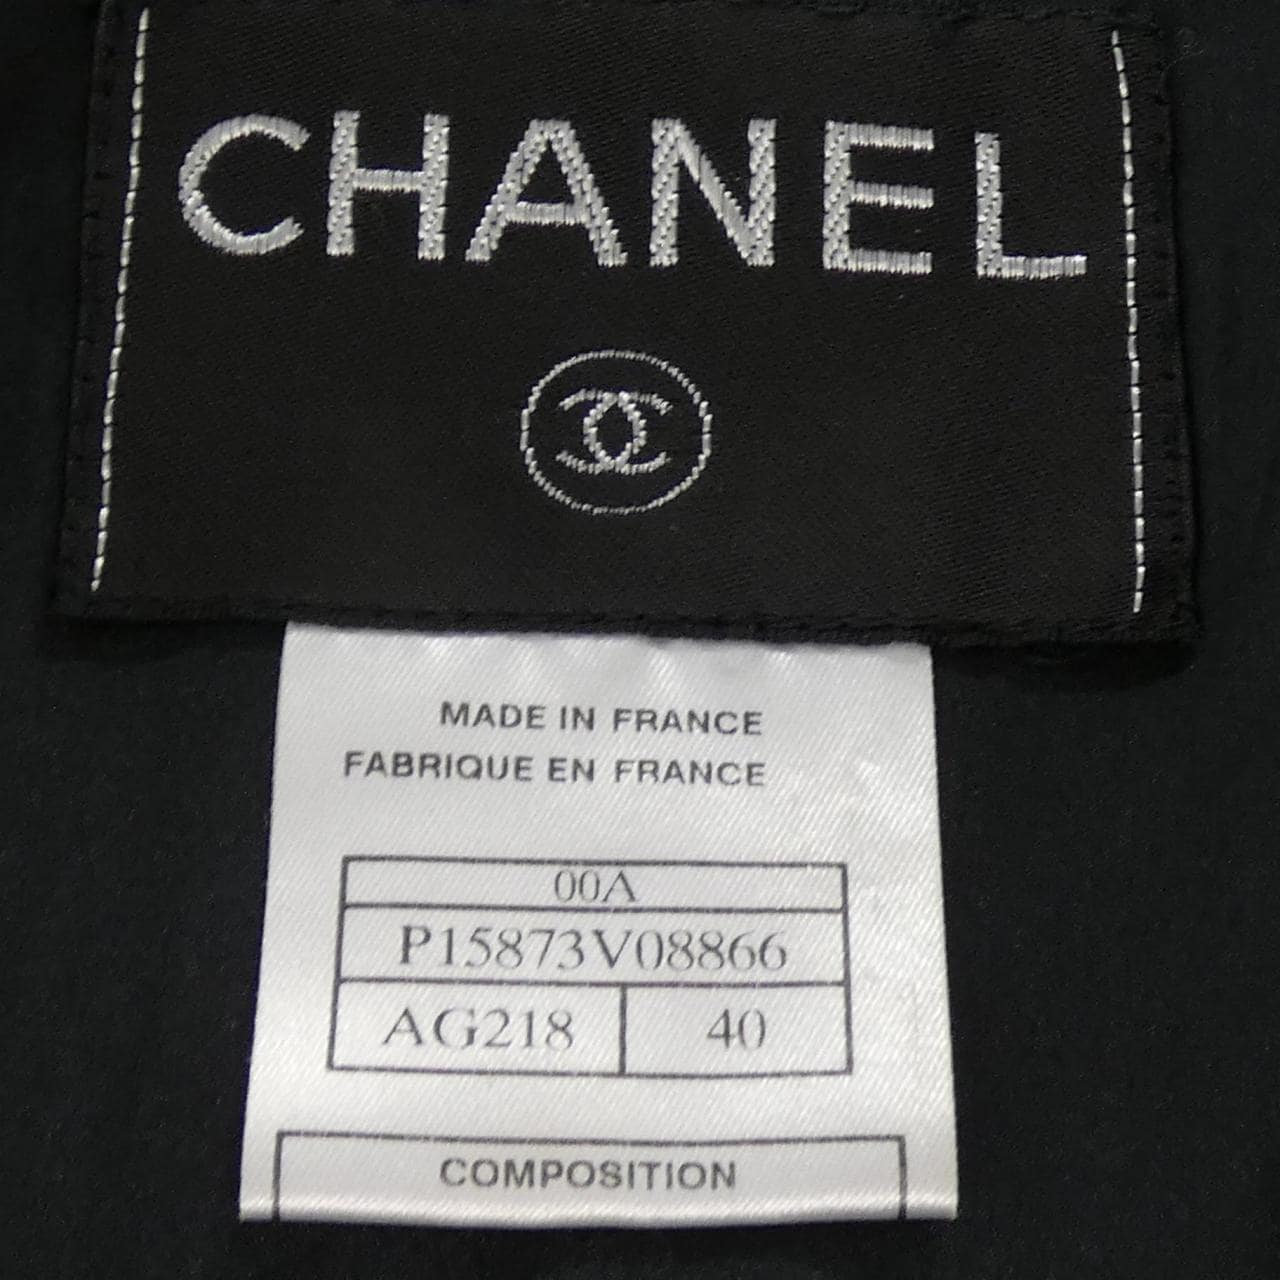 CHANEL
MADE IN FRANCE
FABRIQUE EN FRANCE
00A
P15873V08866
AG218 40
COMPOSITION